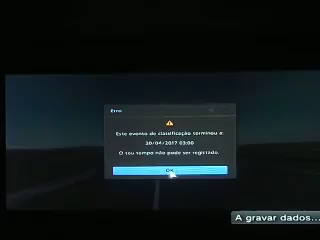 Erro
Este evento de classificação terminou a:
30/04/2017 03:00
O teu tempo não pode ser registado.
OK
A gravar dados...